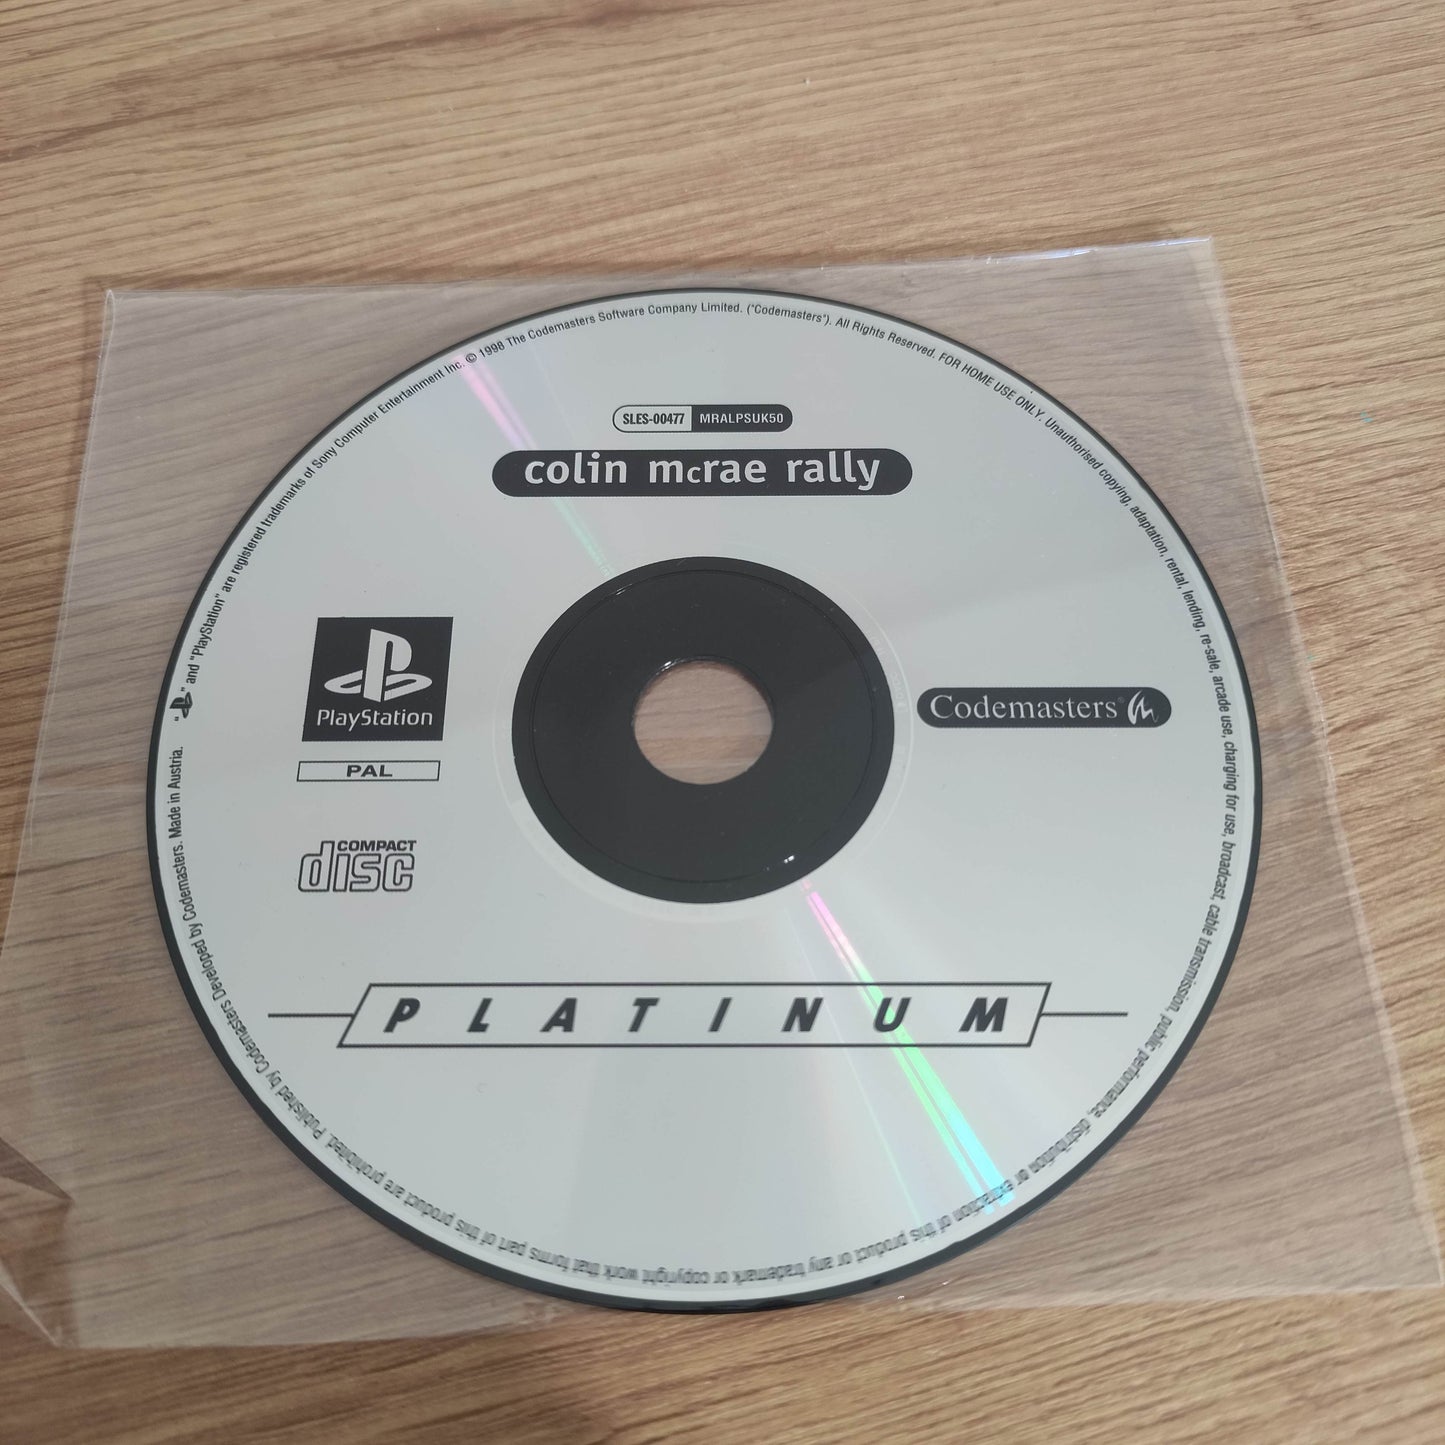 SLES-00477 MRALPSUK50
colin mcrae rally
PlayStation
PAL
COMPACT
disc
Codemasters
PLATINUM
"PS" and "PlayStation" are registered trademarks of Sony Computer Entertainment Inc. © 1998 The Codemasters Software Company Limited. ("Codemasters"). All Rights Reserved. FOR HOME USE ONLY. Unauthorised copying, adaptation, rental, lending, re-sale, arcade use, charging for use, broadcast, cable transmission, public performance, distribution or extraction of this product or any trademark or copyright work that forms part of this product are prohibited. Published by Codemasters Developed by Codemasters. Made in Austria.